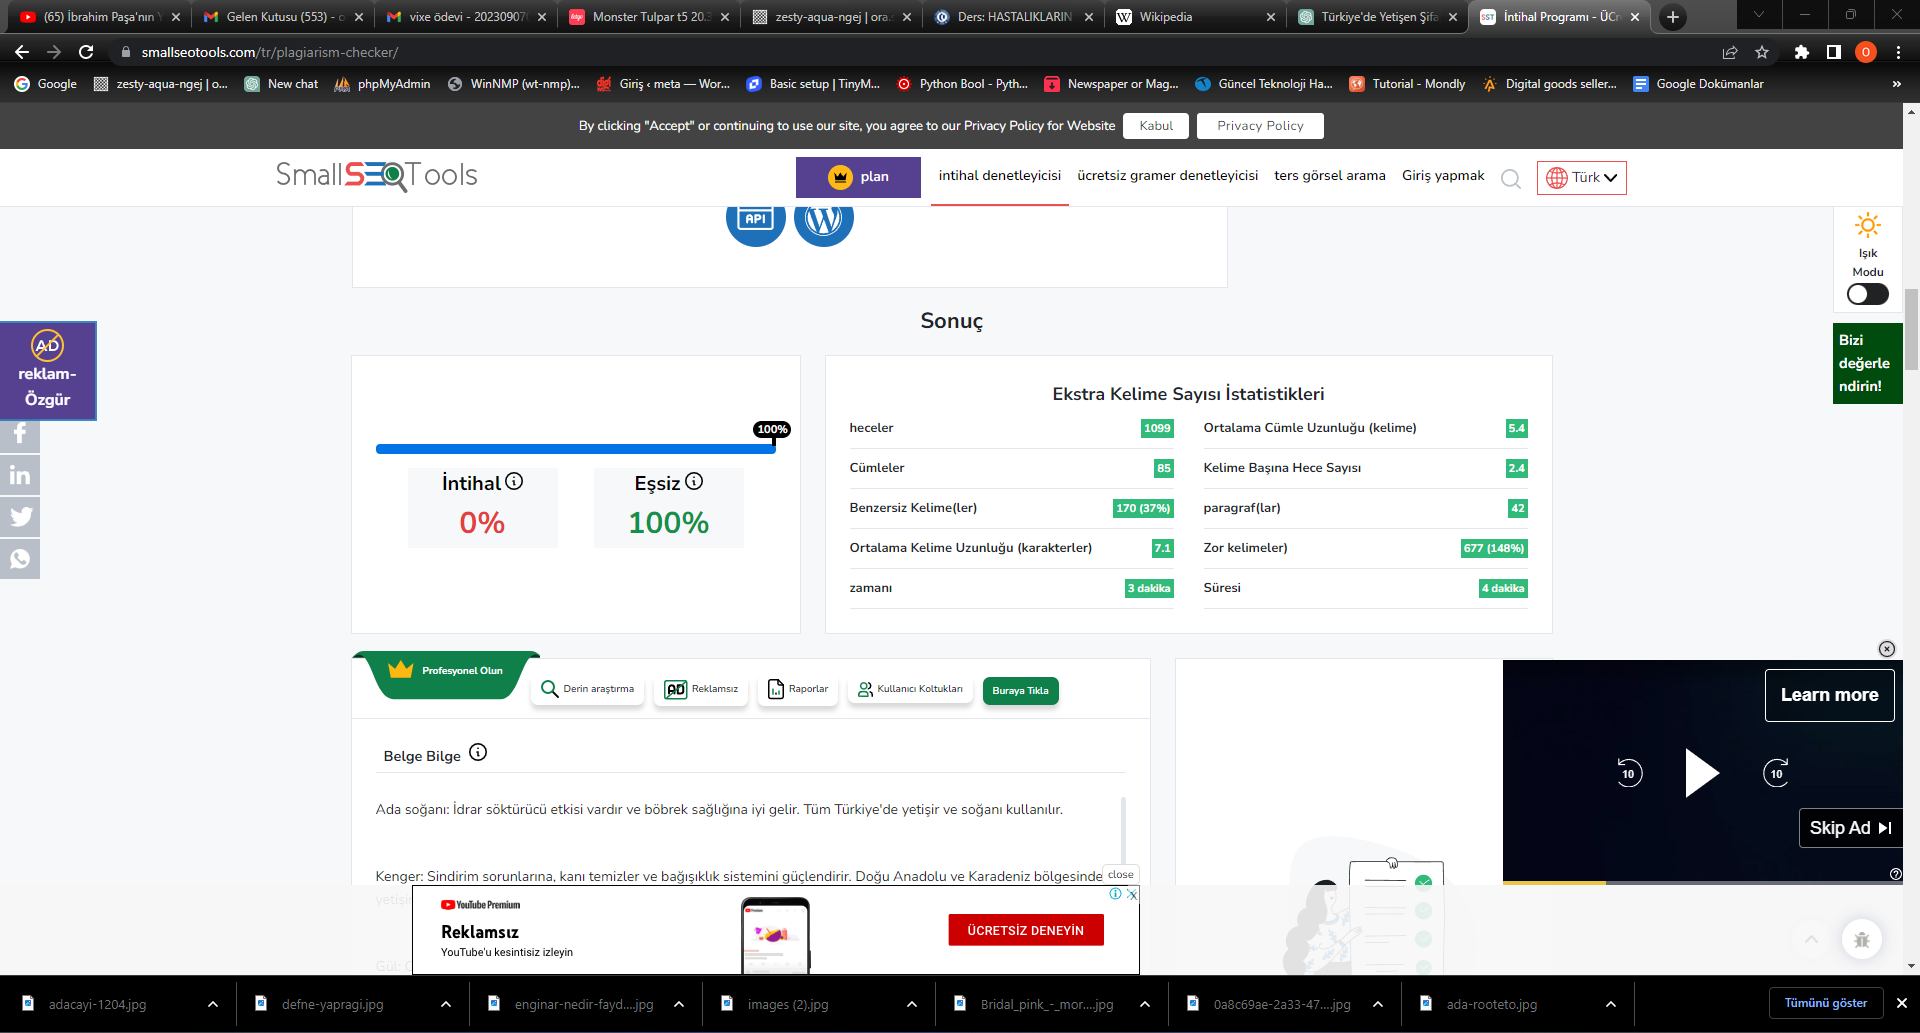 (65) İbrahim Paşa'nın Y
Gelen Kutusu (553) - o
vixe ödevi - 20230907
Monster Tulpar t5 20.3
zesty-aqua-ngej | ora.s
Ders: HASTALIKLARIN
Wikipedia
Türkiye'de Yetişen Şifa
İntihal Programı - ÜCre
smallseotools.com/tr/plagiarism-checker/
O
Google
zesty-aqua-ngej | o...
New chat
phpMyAdmin
WinNMP (wt-nmp)...
Giriş ‹ meta — Wor...
Basic setup | TinyM...
Python Bool - Pyth...
Newspaper or Mag...
Güncel Teknoloji Ha...
Tutorial - Mondly
Digital goods seller...
Google Dokümanlar
»
By clicking "Accept" or continuing to use our site, you agree to our Privacy Policy for Website
Kabul
Privacy Policy
SmallSEOTools
plan
intihal denetleyicisi
ücretsiz gramer denetleyicisi
ters görsel arama
Giriş yapmak
Türk
API
Işık
Modu
Sonuç
AD
reklam-
Özgür
Bizi
değerle
ndirin!
100%
İntihal
0%
Eşsiz
100%
Ekstra Kelime Sayısı İstatistikleri
heceler 1099
Ortalama Cümle Uzunluğu (kelime) 5.4
Cümleler 85
Kelime Başına Hece Sayısı 2.4
Benzersiz Kelime(ler) 170 (37%)
paragraf(lar) 42
Ortalama Kelime Uzunluğu (karakterler) 7.1
Zor kelimeler) 677 (148%)
zamanı 3 dakika
Süresi 4 dakika
Profesyonel Olun
Derin araştırma
AD Reklamsız
Raporlar
Kullanıcı Koltukları
Buraya Tıkla
Learn more
10
10
Skip Ad
Belge Bilge
Ada soğanı: İdrar söktürücü etkisi vardır ve böbrek sağlığına iyi gelir. Tüm Türkiye'de yetişir ve soğanı kullanılır.
Kenger: Sindirim sorunlarına, kanı temizler ve bağışıklık sistemini güçlendirir. Doğu Anadolu ve Karadeniz bölgesinde
close
YouTube Premium
Reklamsız
YouTube'u kesintisiz izleyin
ÜCRETSİZ DENEYİN
Gül:
adacayi-1204.jpg
defne-yapragi.jpg
enginar-nedir-fayd....jpg
images (2).jpg
Bridal_pink_-_mor....jpg
0a8c69ae-2a33-47....jpg
ada-rooteto.jpg
Tümünü göster